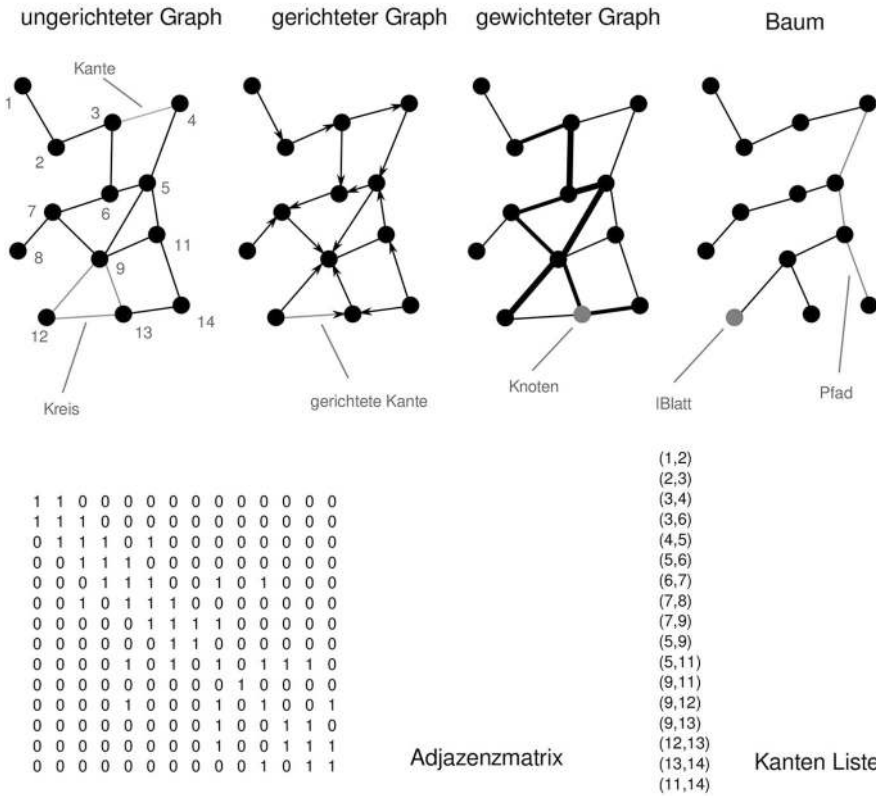 ungerichteter Graph
gerichteter Graph
gewichteter Graph
Baum
Kante
1
2
3
4
5
6
7
8
9
11
12
13
14
Kreis
gerichtete Kante
Knoten
lBlatt
Pfad
1 1 0 0 0 0 0 0 0 0 0 0 0 0
1 1 1 0 0 0 0 0 0 0 0 0 0 0
0 1 1 1 0 1 0 0 0 0 0 0 0 0
0 0 1 1 1 0 0 0 0 0 0 0 0 0
0 0 0 1 1 1 0 0 1 0 1 0 0 0
0 0 1 0 1 1 1 0 0 0 0 0 0 0
0 0 0 0 0 1 1 1 1 0 0 0 0 0
0 0 0 0 0 0 1 1 0 0 0 0 0 0
0 0 0 0 1 0 1 0 1 0 1 1 1 0
0 0 0 0 0 0 0 0 0 1 0 0 0 0
0 0 0 0 1 0 0 0 1 0 1 0 0 1
0 0 0 0 0 0 0 0 1 0 0 1 1 0
0 0 0 0 0 0 0 0 1 0 0 1 1 1
0 0 0 0 0 0 0 0 0 0 1 0 1 1
Adjazenzmatrix
(1,2)
(2,3)
(3,4)
(3,6)
(4,5)
(5,6)
(6,7)
(7,8)
(7,9)
(5,9)
(5,11)
(9,11)
(9,12)
(9,13)
(12,13)
(13,14)
(11,14)
Kanten Liste